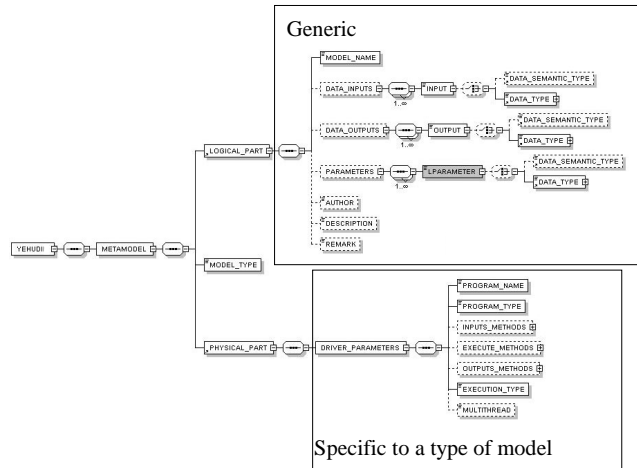 Generic
MODEL_NAME
DATA_INPUTS
1..∞
INPUT
DATA_SEMANTIC_TYPE
DATA_TYPE
DATA_OUTPUTS
1..∞
OUTPUT
DATA_SEMANTIC_TYPE
DATA_TYPE
LOGICAL_PART
PARAMETERS
1..∞
LPARAMETER
DATA_SEMANTIC_TYPE
DATA_TYPE
AUTHOR
DESCRIPTION
REMARK
YEHUDII
METAMODEL
MODEL_TYPE
PHYSICAL_PART
DRIVER_PARAMETERS
PROGRAM_NAME
PROGRAM_TYPE
INPUTS_METHODS
EXECUTE_METHODS
OUTPUTS_METHODS
EXECUTION_TYPE
MULTITHREAD
Specific to a type of model